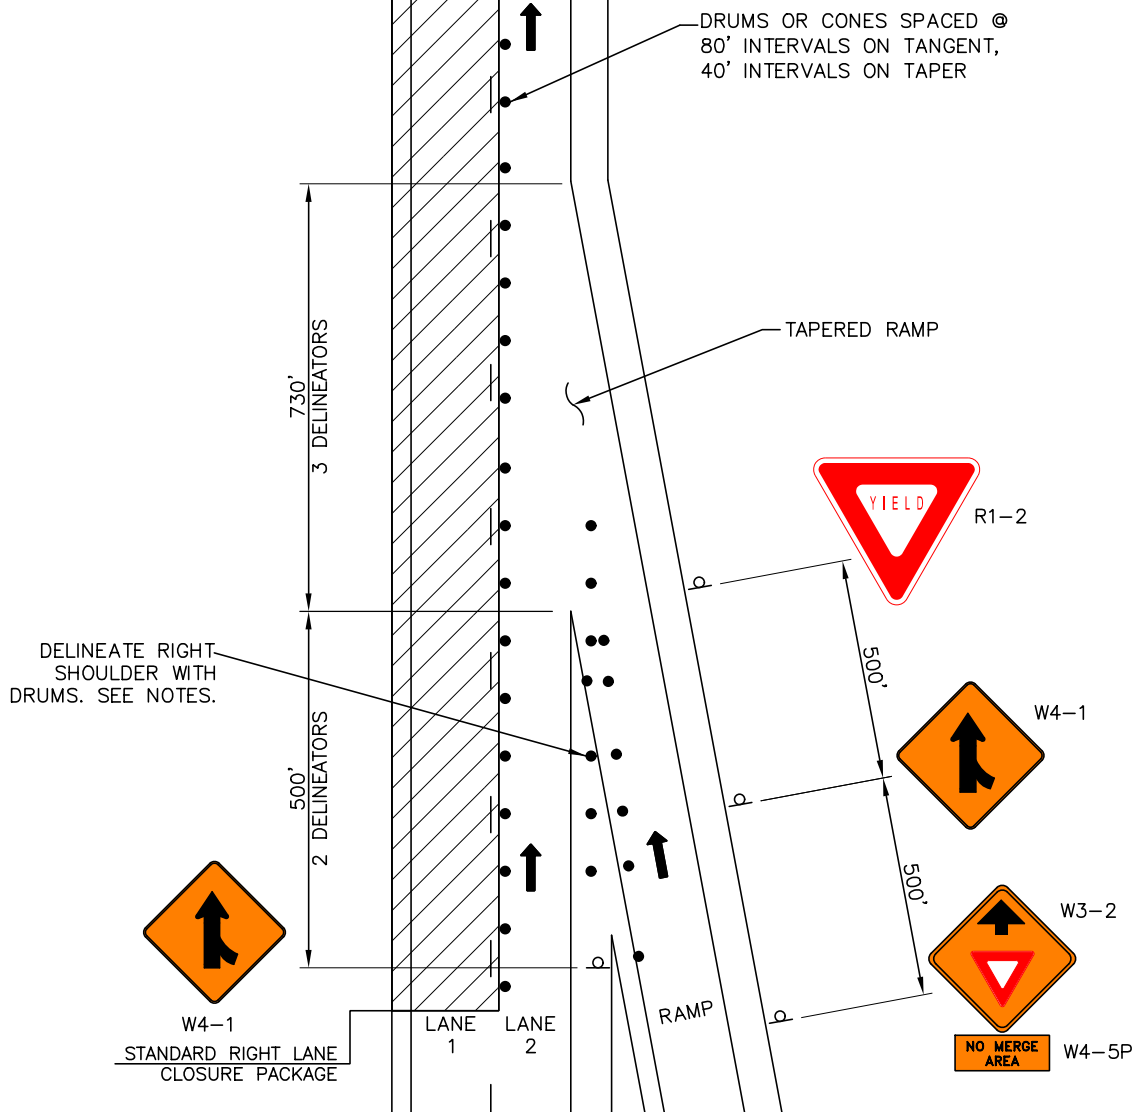 DRUMS OR CONES SPACED @
80' INTERVALS ON TANGENT,
40' INTERVALS ON TAPER
TAPERED RAMP
730'
3 DELINEATORS
YIELD
R1-2
500'
DELINEATE RIGHT
SHOULDER WITH
DRUMS. SEE NOTES.
W4-1
500'
2 DELINEATORS
500'
W3-2
W4-1
RAMP
LANE
1
LANE
2
NO MERGE
AREA
W4-5P
STANDARD RIGHT LANE
CLOSURE PACKAGE